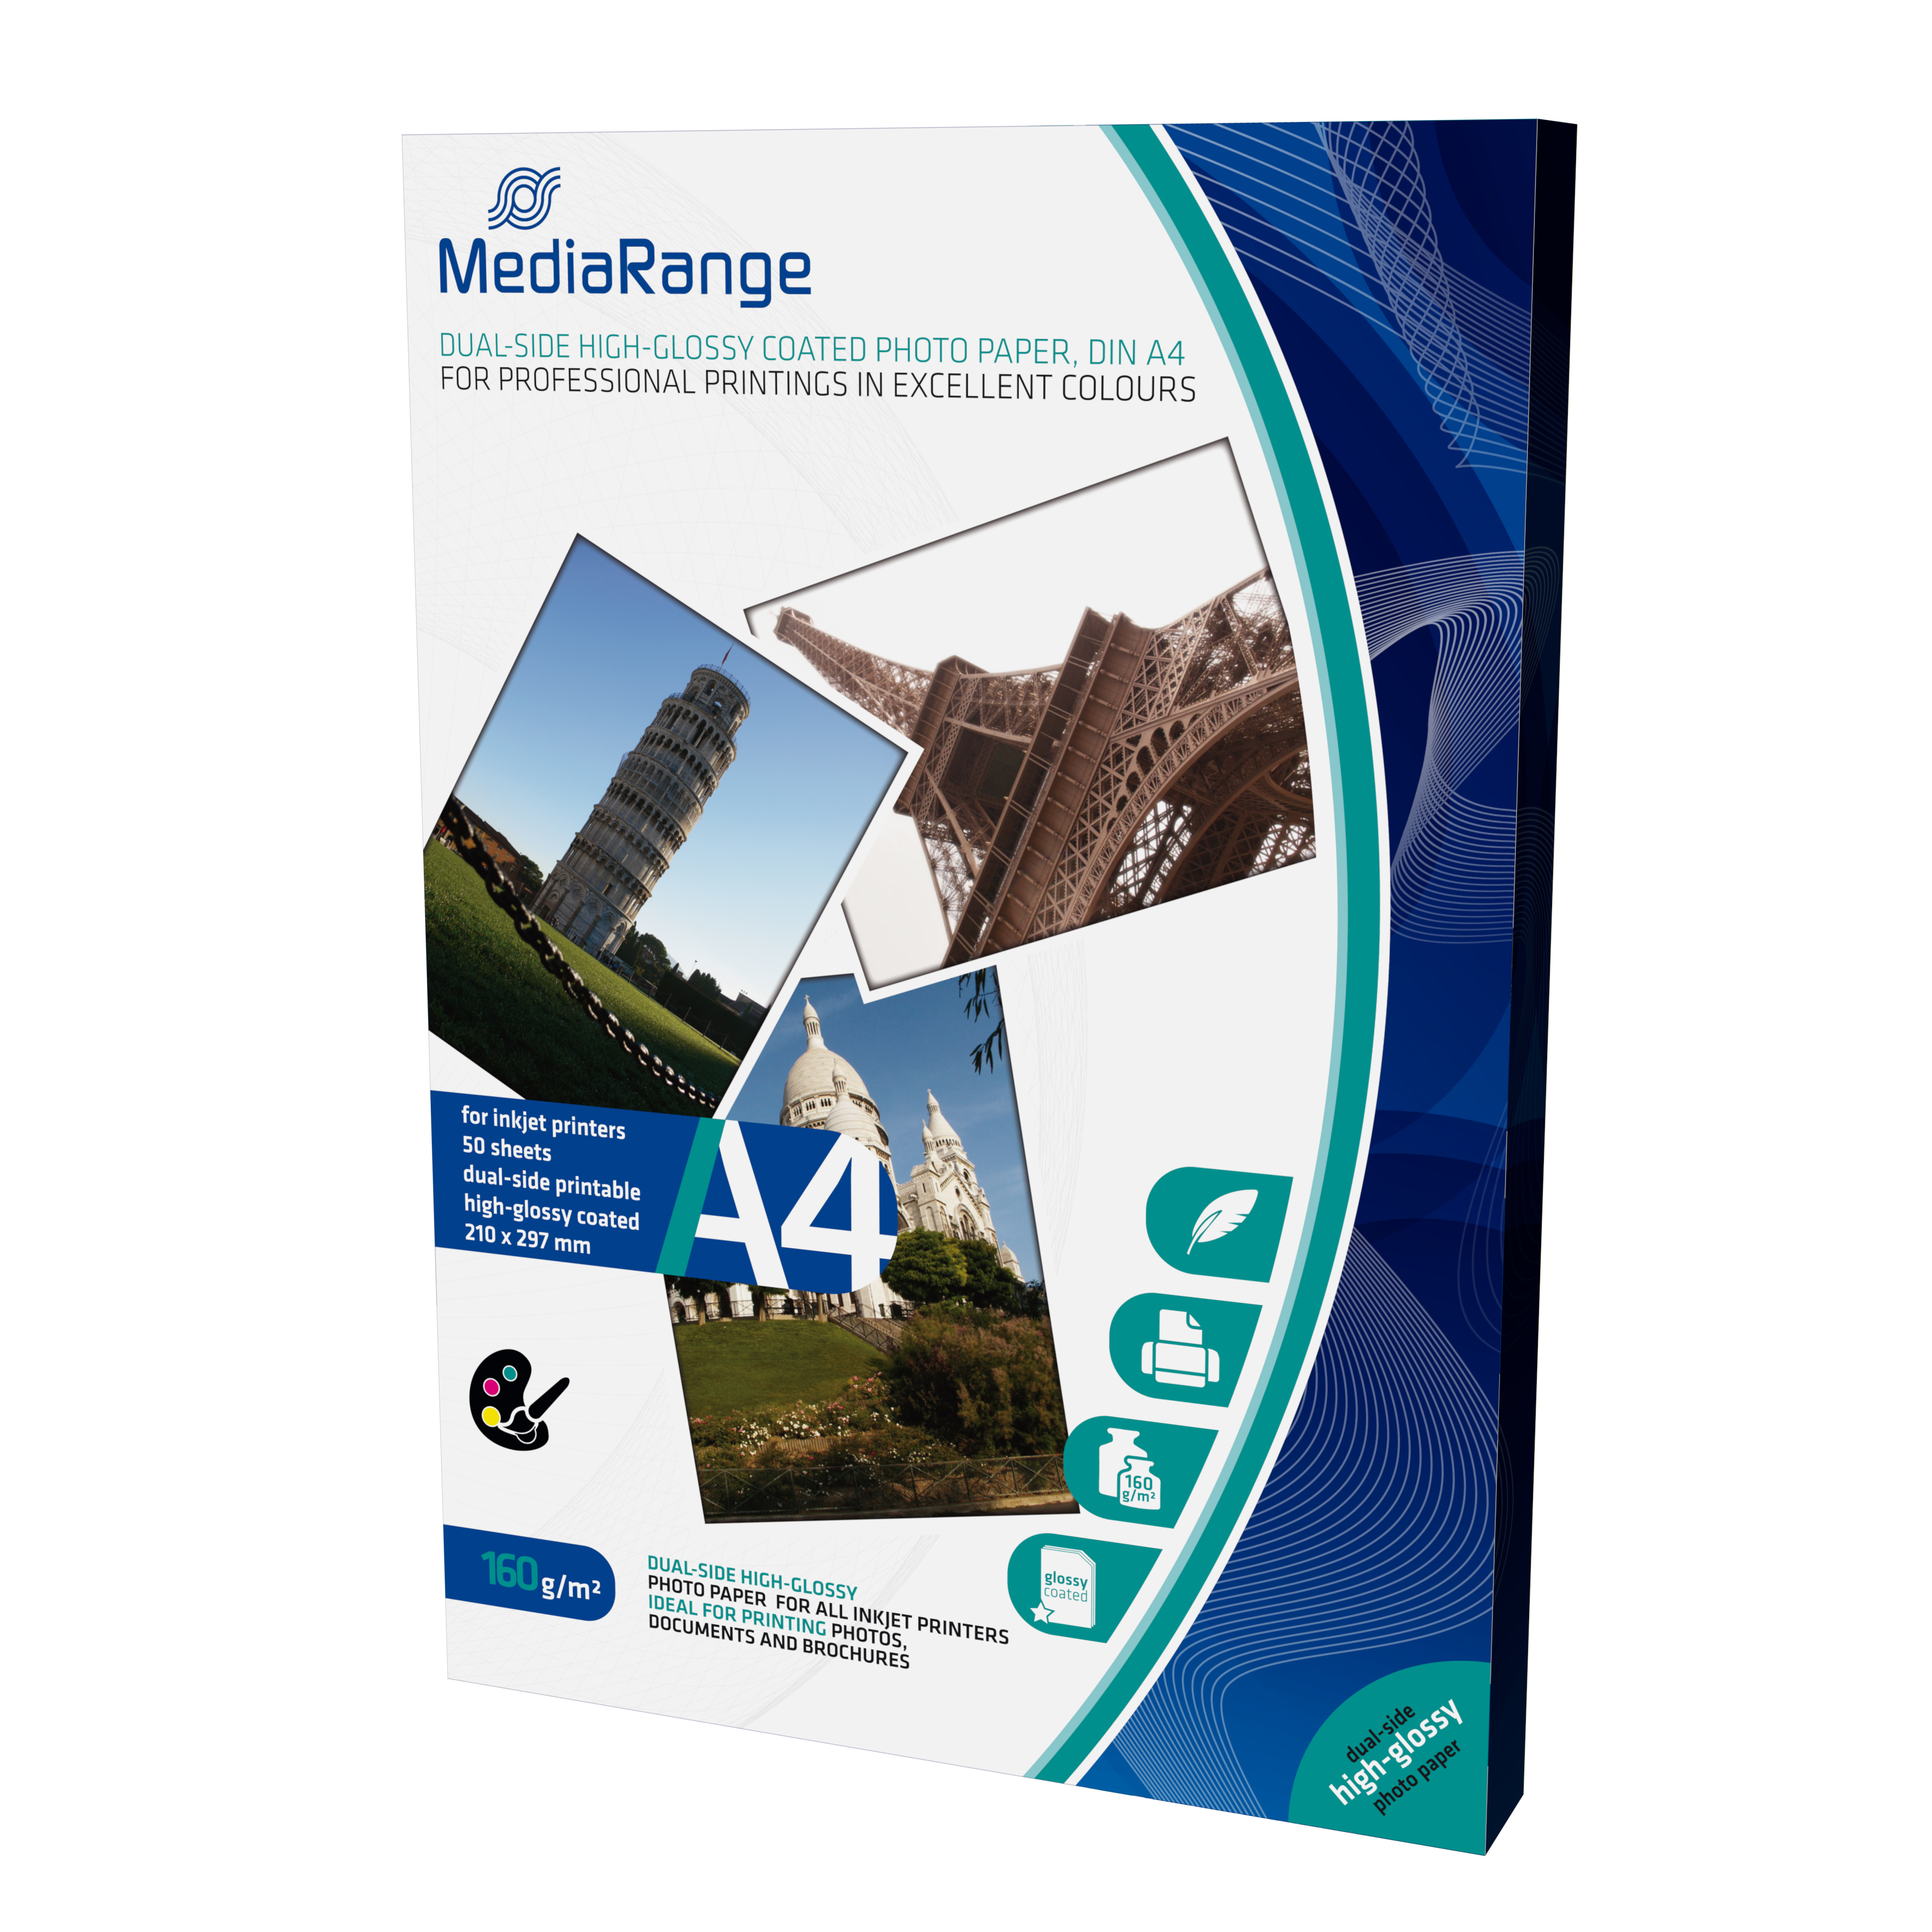 MediaRange
DUAL-SIDE HIGH-GLOSSY COATED PHOTO PAPER, DIN A4
FOR PROFESSIONAL PRINTINGS IN EXCELLENT COLOURS
for inkjet printers
50 sheets
dual-side printable
high-glossy coated
210 x 297 mm
A4
160
g/m²
glossy
coated
160 g/m²
DUAL-SIDE HIGH-GLOSSY
PHOTO PAPER FOR ALL INKJET PRINTERS
IDEAL FOR PRINTING PHOTOS,
DOCUMENTS AND BROCHURES
dual-side
high-glossy
photo paper